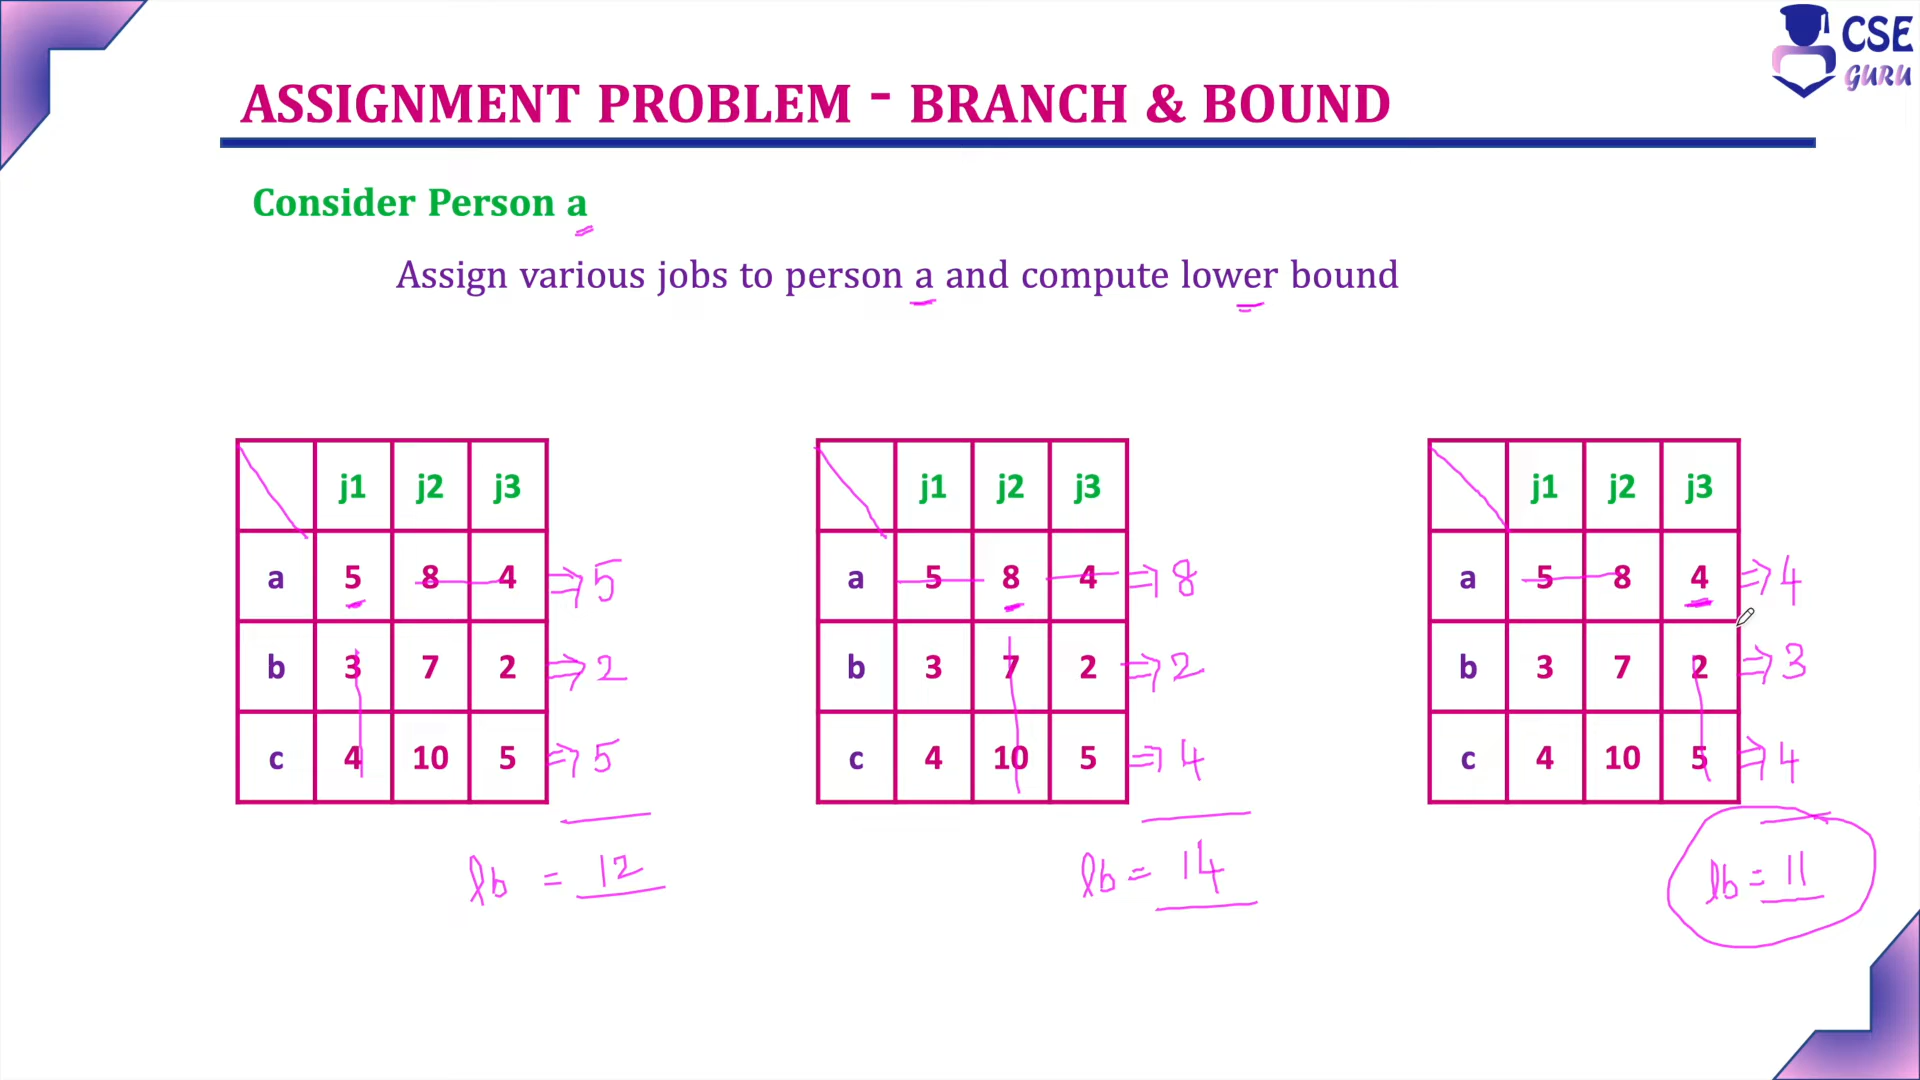 CSE
GURU
ASSIGNMENT PROBLEM - BRANCH & BOUND
Consider Person a
Assign various jobs to person a and compute lower bound
j1 j2 j3
a 5 8 4 ⇒ 5
b 3 7 2 ⇒ 2
c 4 10 5 ⇒ 5
lb = 12
j1 j2 j3
a 5 8 4 ⇒ 8
b 3 7 2 ⇒ 2
c 4 10 5 ⇒ 4
lb = 14
j1 j2 j3
a 5 8 4 ⇒ 4
b 3 7 2 ⇒ 3
c 4 10 5 ⇒ 4
lb = 11